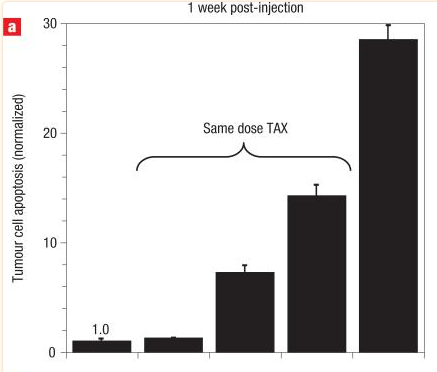 1 week post-injection
a
Tumour cell apoptosis (normalized)
30
20
10
0
Same dose TAX
1.0